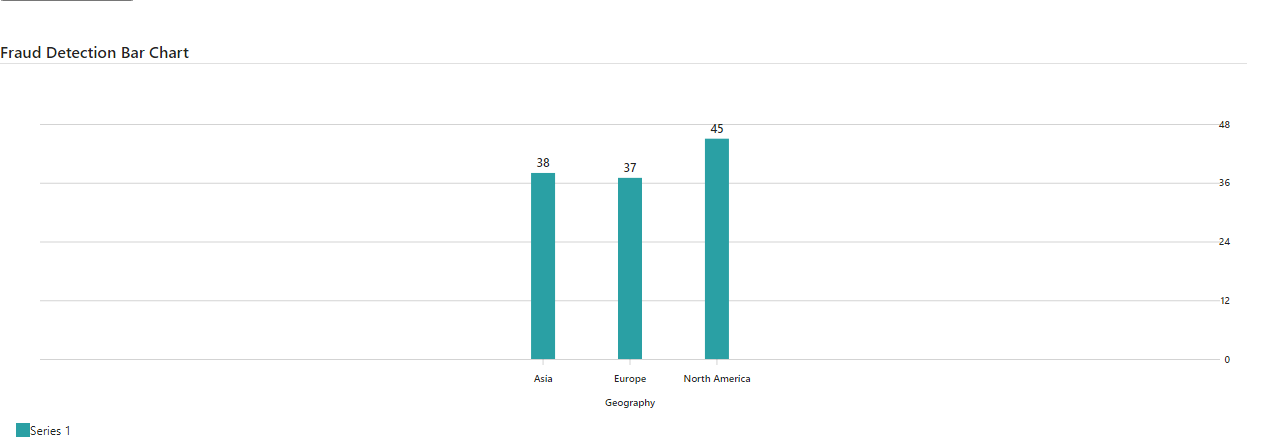 Fraud Detection Bar Chart
48
45
38
37
36
24
12
0
Asia Europe North America
Geography
Series 1